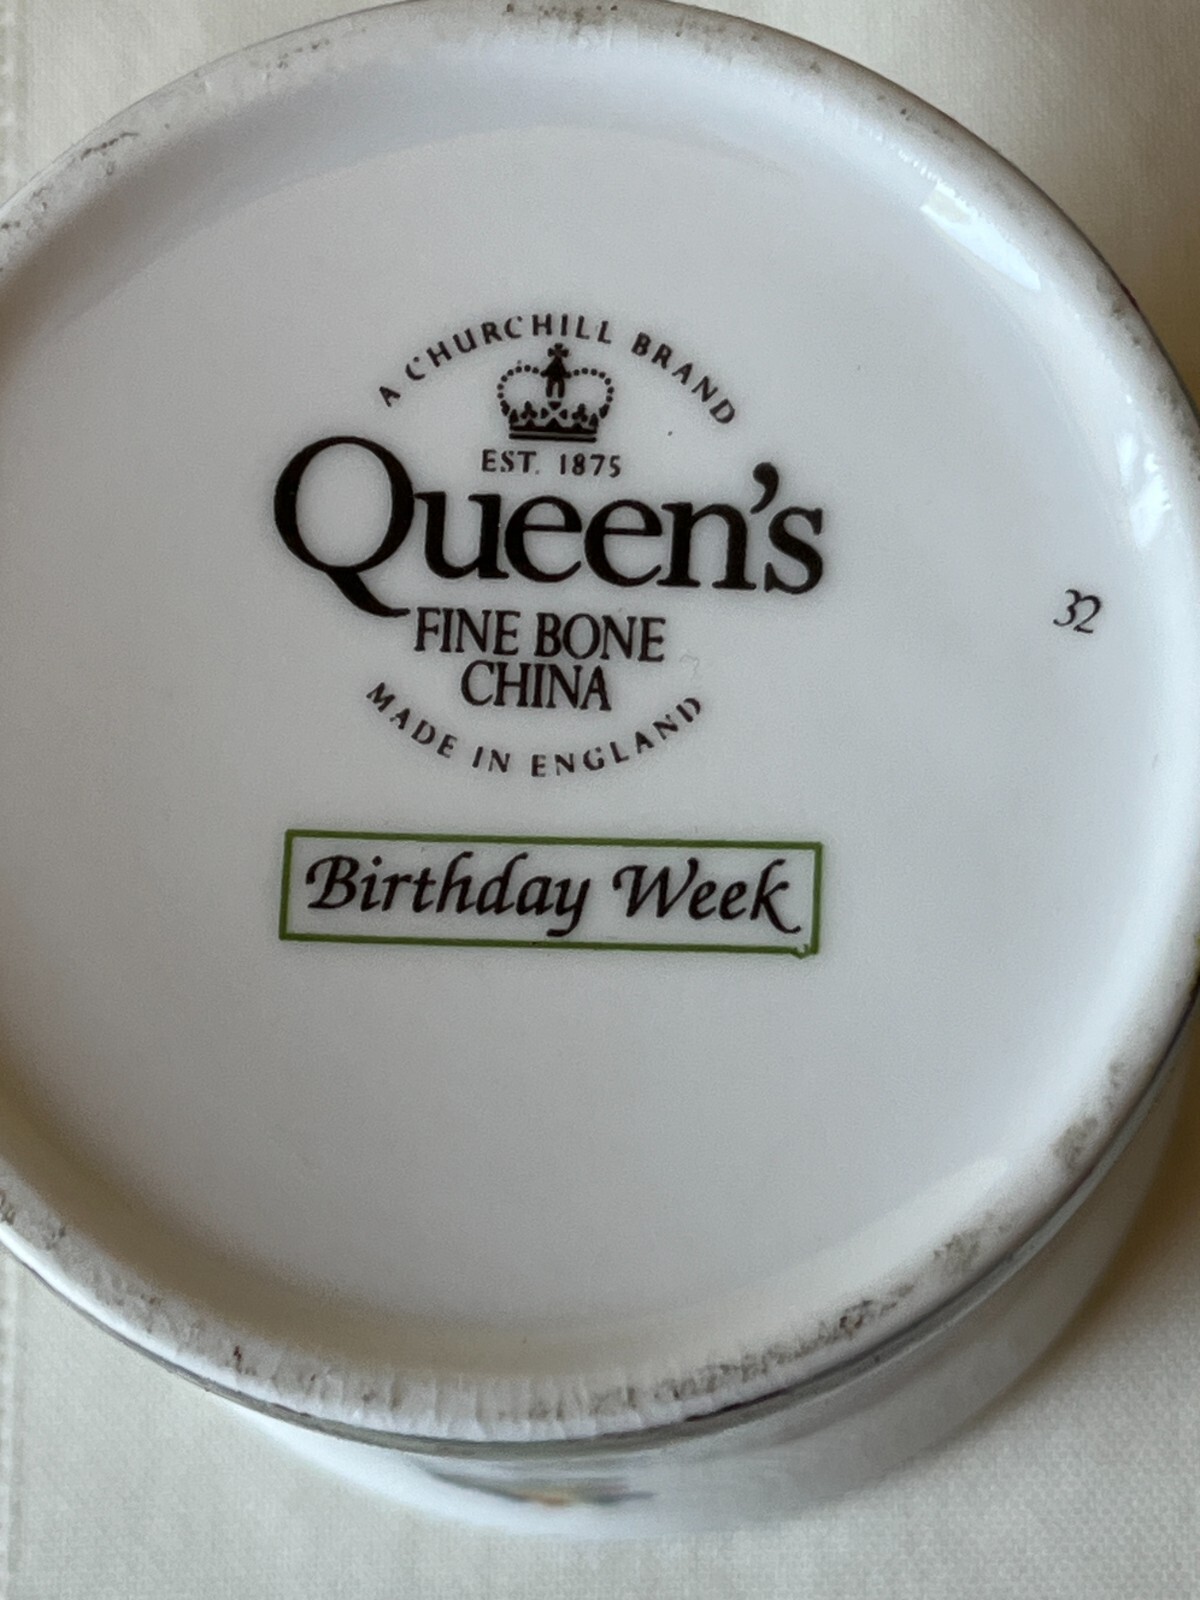 A CHURCHILL BRAND
EST. 1875
Queen's
FINE BONE
CHINA
MADE IN ENGLAND
32
Birthday Week